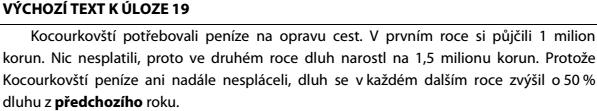 VÝCHOZÍ TEXT K ÚLOZE 19
Kocourkovští potřebovali peníze na opravu cest. V prvním roce si půjčili 1 milion
korun. Nic nesplatili, proto ve druhém roce dluh narostl na 1,5 milionu korun. Protože
Kocourkovští peníze ani nadále nespláceli, dluh se v každém dalším roce zvýšil o 50 %
dluhu z předchozího roku.